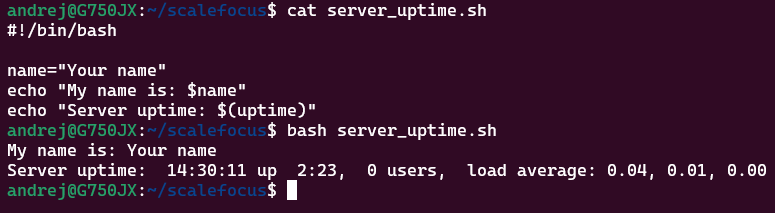 andrej@G750JX:~/scalefocus$ cat server_uptime.sh
#!/bin/bash

name="Your name"
echo "My name is: $name"
echo "Server uptime: $(uptime)"
andrej@G750JX:~/scalefocus$ bash server_uptime.sh
My name is: Your name
Server uptime:  14:30:11 up  2:23,  0 users,  load average: 0.04, 0.01, 0.00
andrej@G750JX:~/scalefocus$